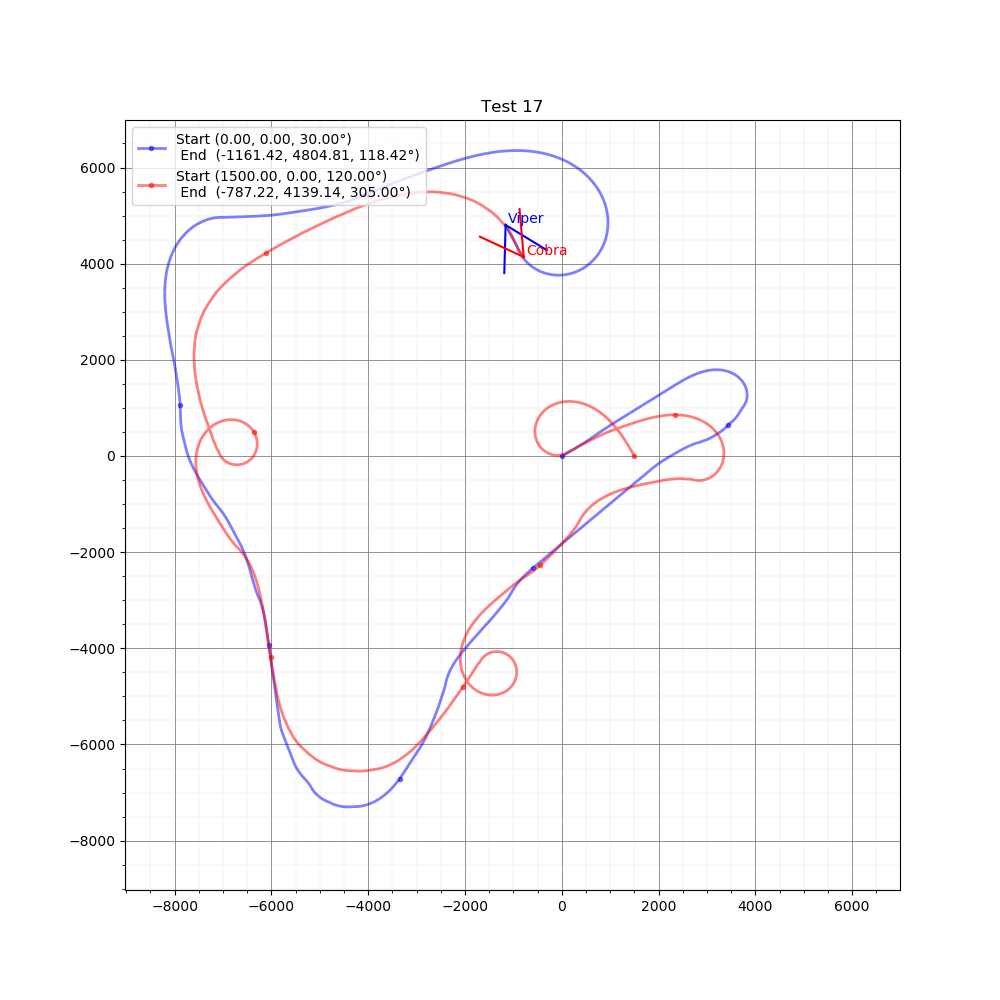 Test 17
Start (0.00, 0.00, 30.00°)
End  (-1161.42, 4804.81, 118.42°)
Start (1500.00, 0.00, 120.00°)
End  (-787.22, 4139.14, 305.00°)
Viper
Cobra
6000
4000
2000
0
−2000
−4000
−6000
−8000
−8000 −6000 −4000 −2000 0 2000 4000 6000